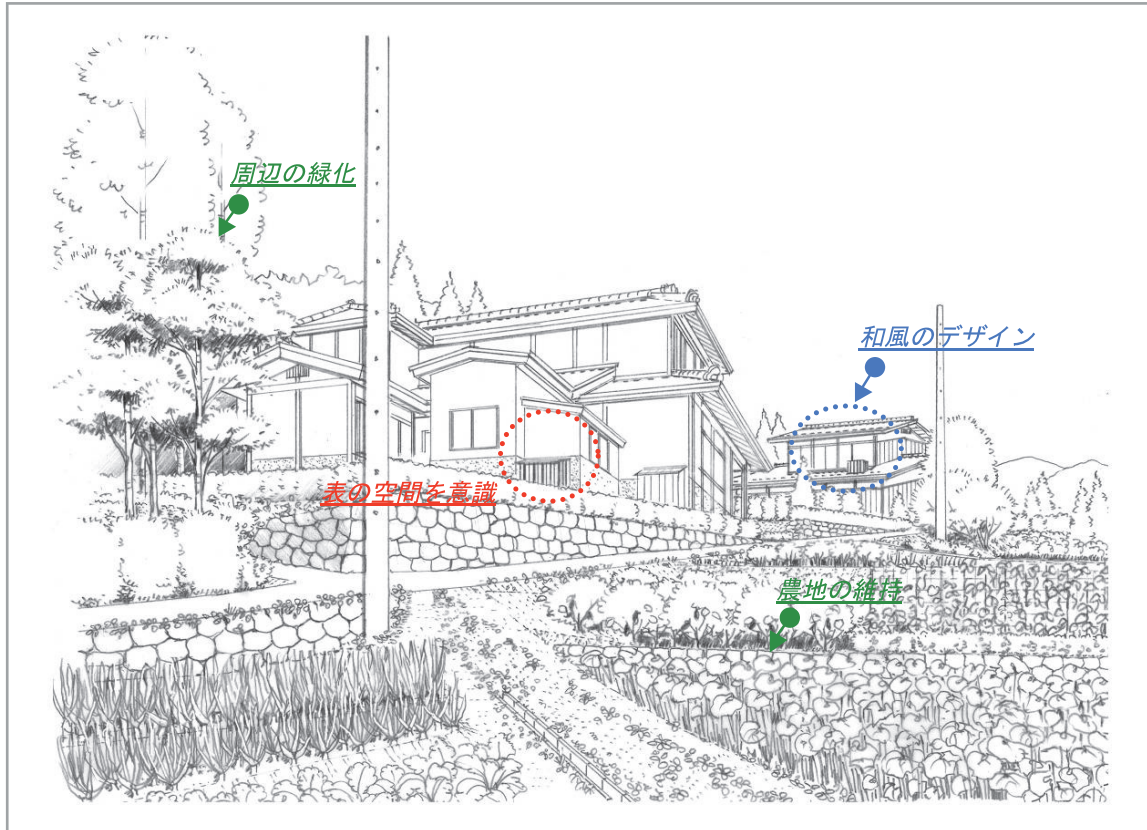 周辺の緑化
和風のデザイン
表の空間を意識
農地の維持